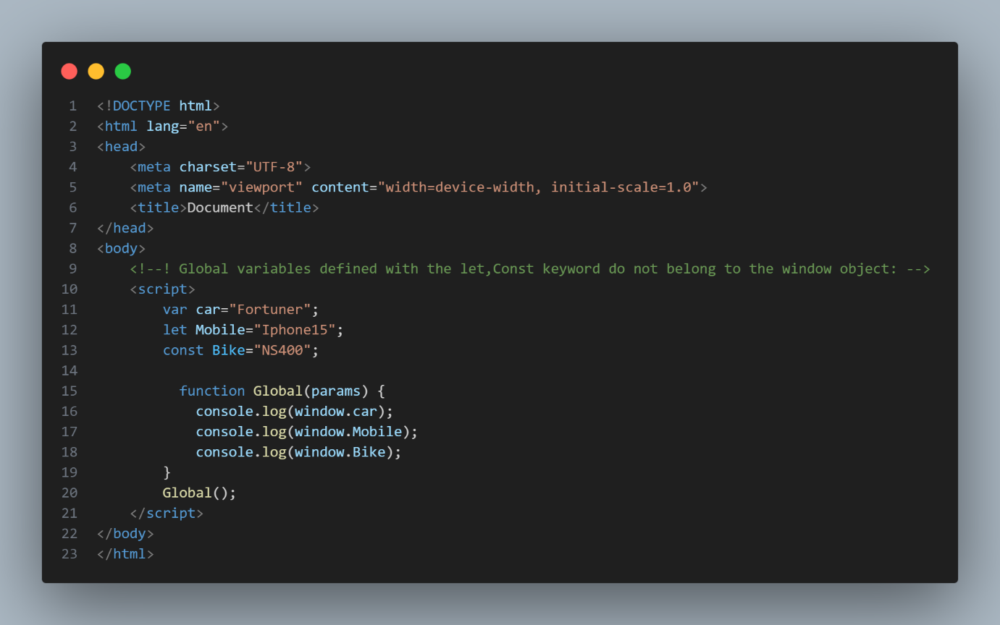 1 <!DOCTYPE html>
2 <html lang="en">
3 <head>
4     <meta charset="UTF-8">
5     <meta name="viewport" content="width=device-width, initial-scale=1.0">
6     <title>Document</title>
7 </head>
8 <body>
9     <!--! Global variables defined with the let,Const keyword do not belong to the window object: -->
10     <script>
11         var car="Fortuner";
12         let Mobile="Iphone15";
13         const Bike="NS400";
14
15           function Global(params) {
16             console.log(window.car);
17             console.log(window.Mobile);
18             console.log(window.Bike);
19         }
20         Global();
21     </script>
22 </body>
23 </html>